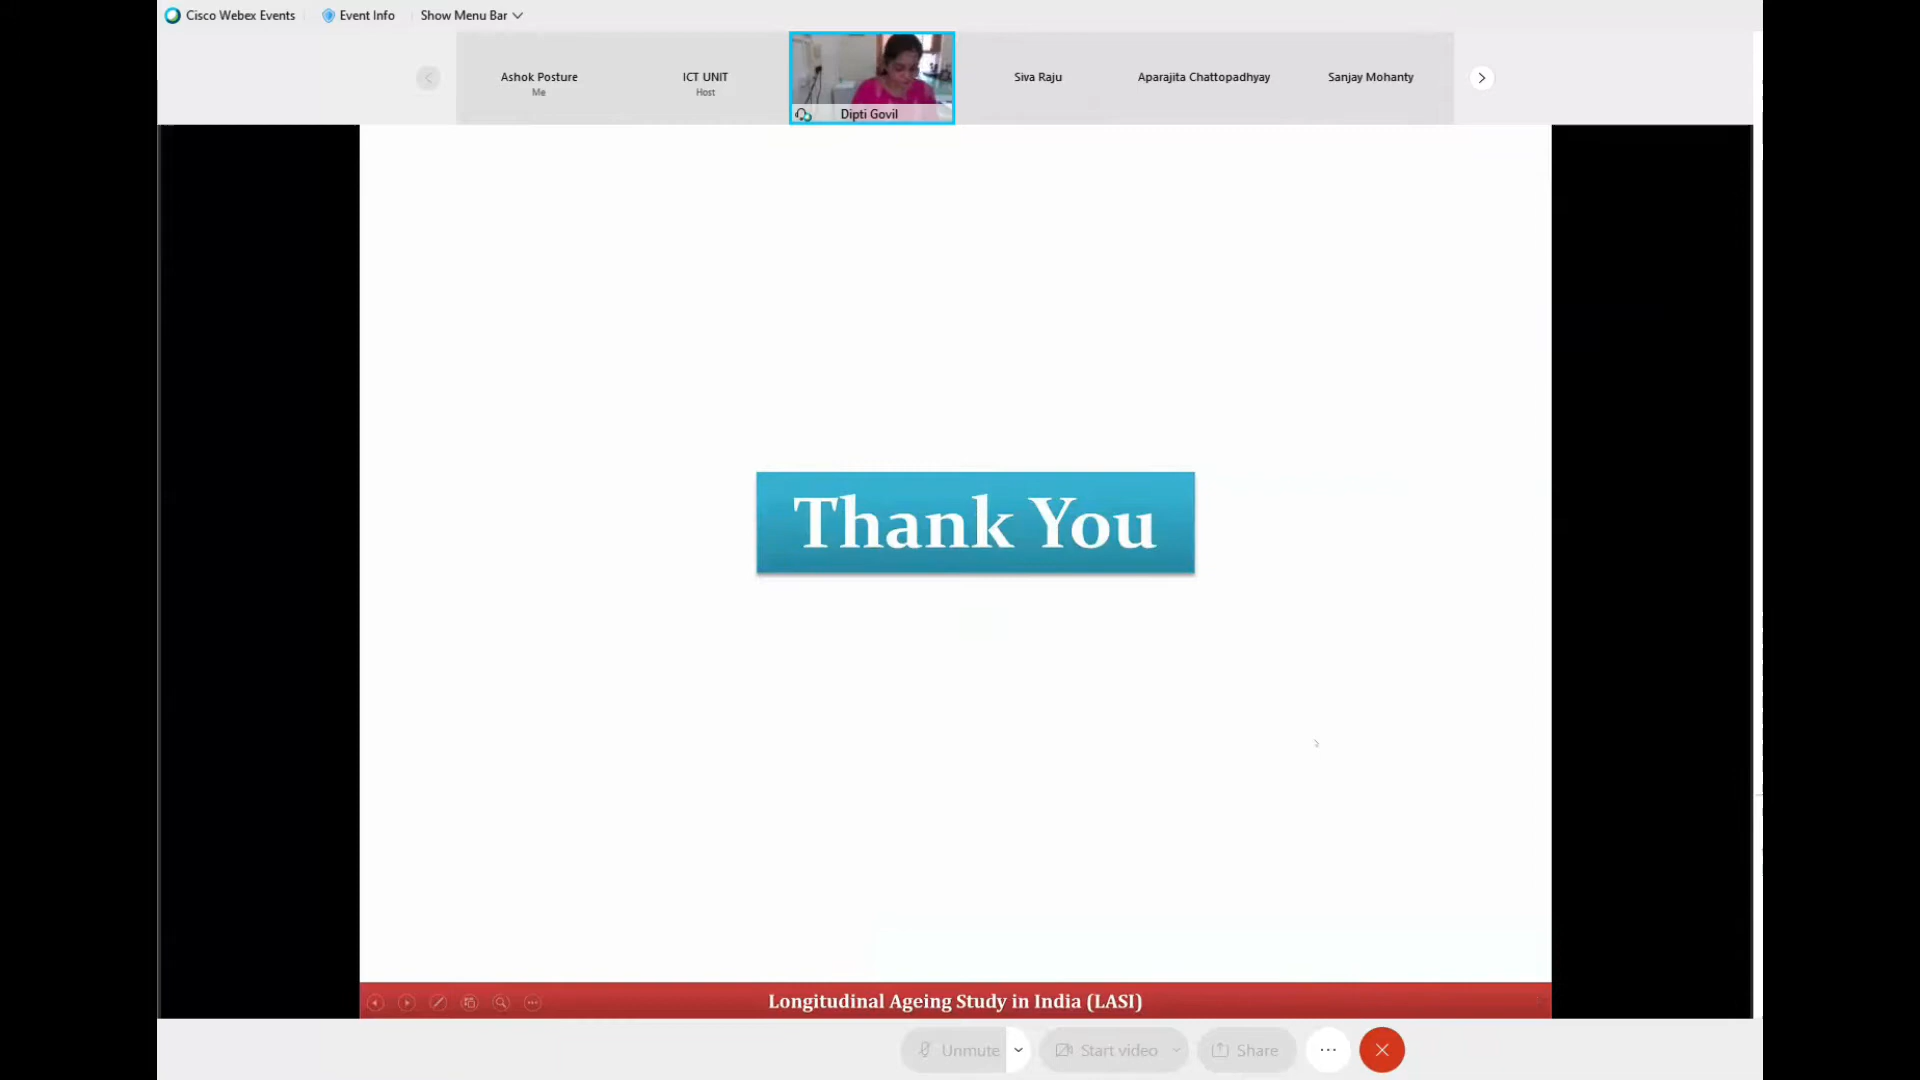 Cisco Webex Events Event Info Show Menu Bar
Ashok Posture ICT UNIT Siva Raju Aparajita Chattopadhyay Sanjay Mohanty
Me Host
Dipti Govil
Thank You
Longitudinal Ageing Study in India (LASI)
Unmute Start video Share